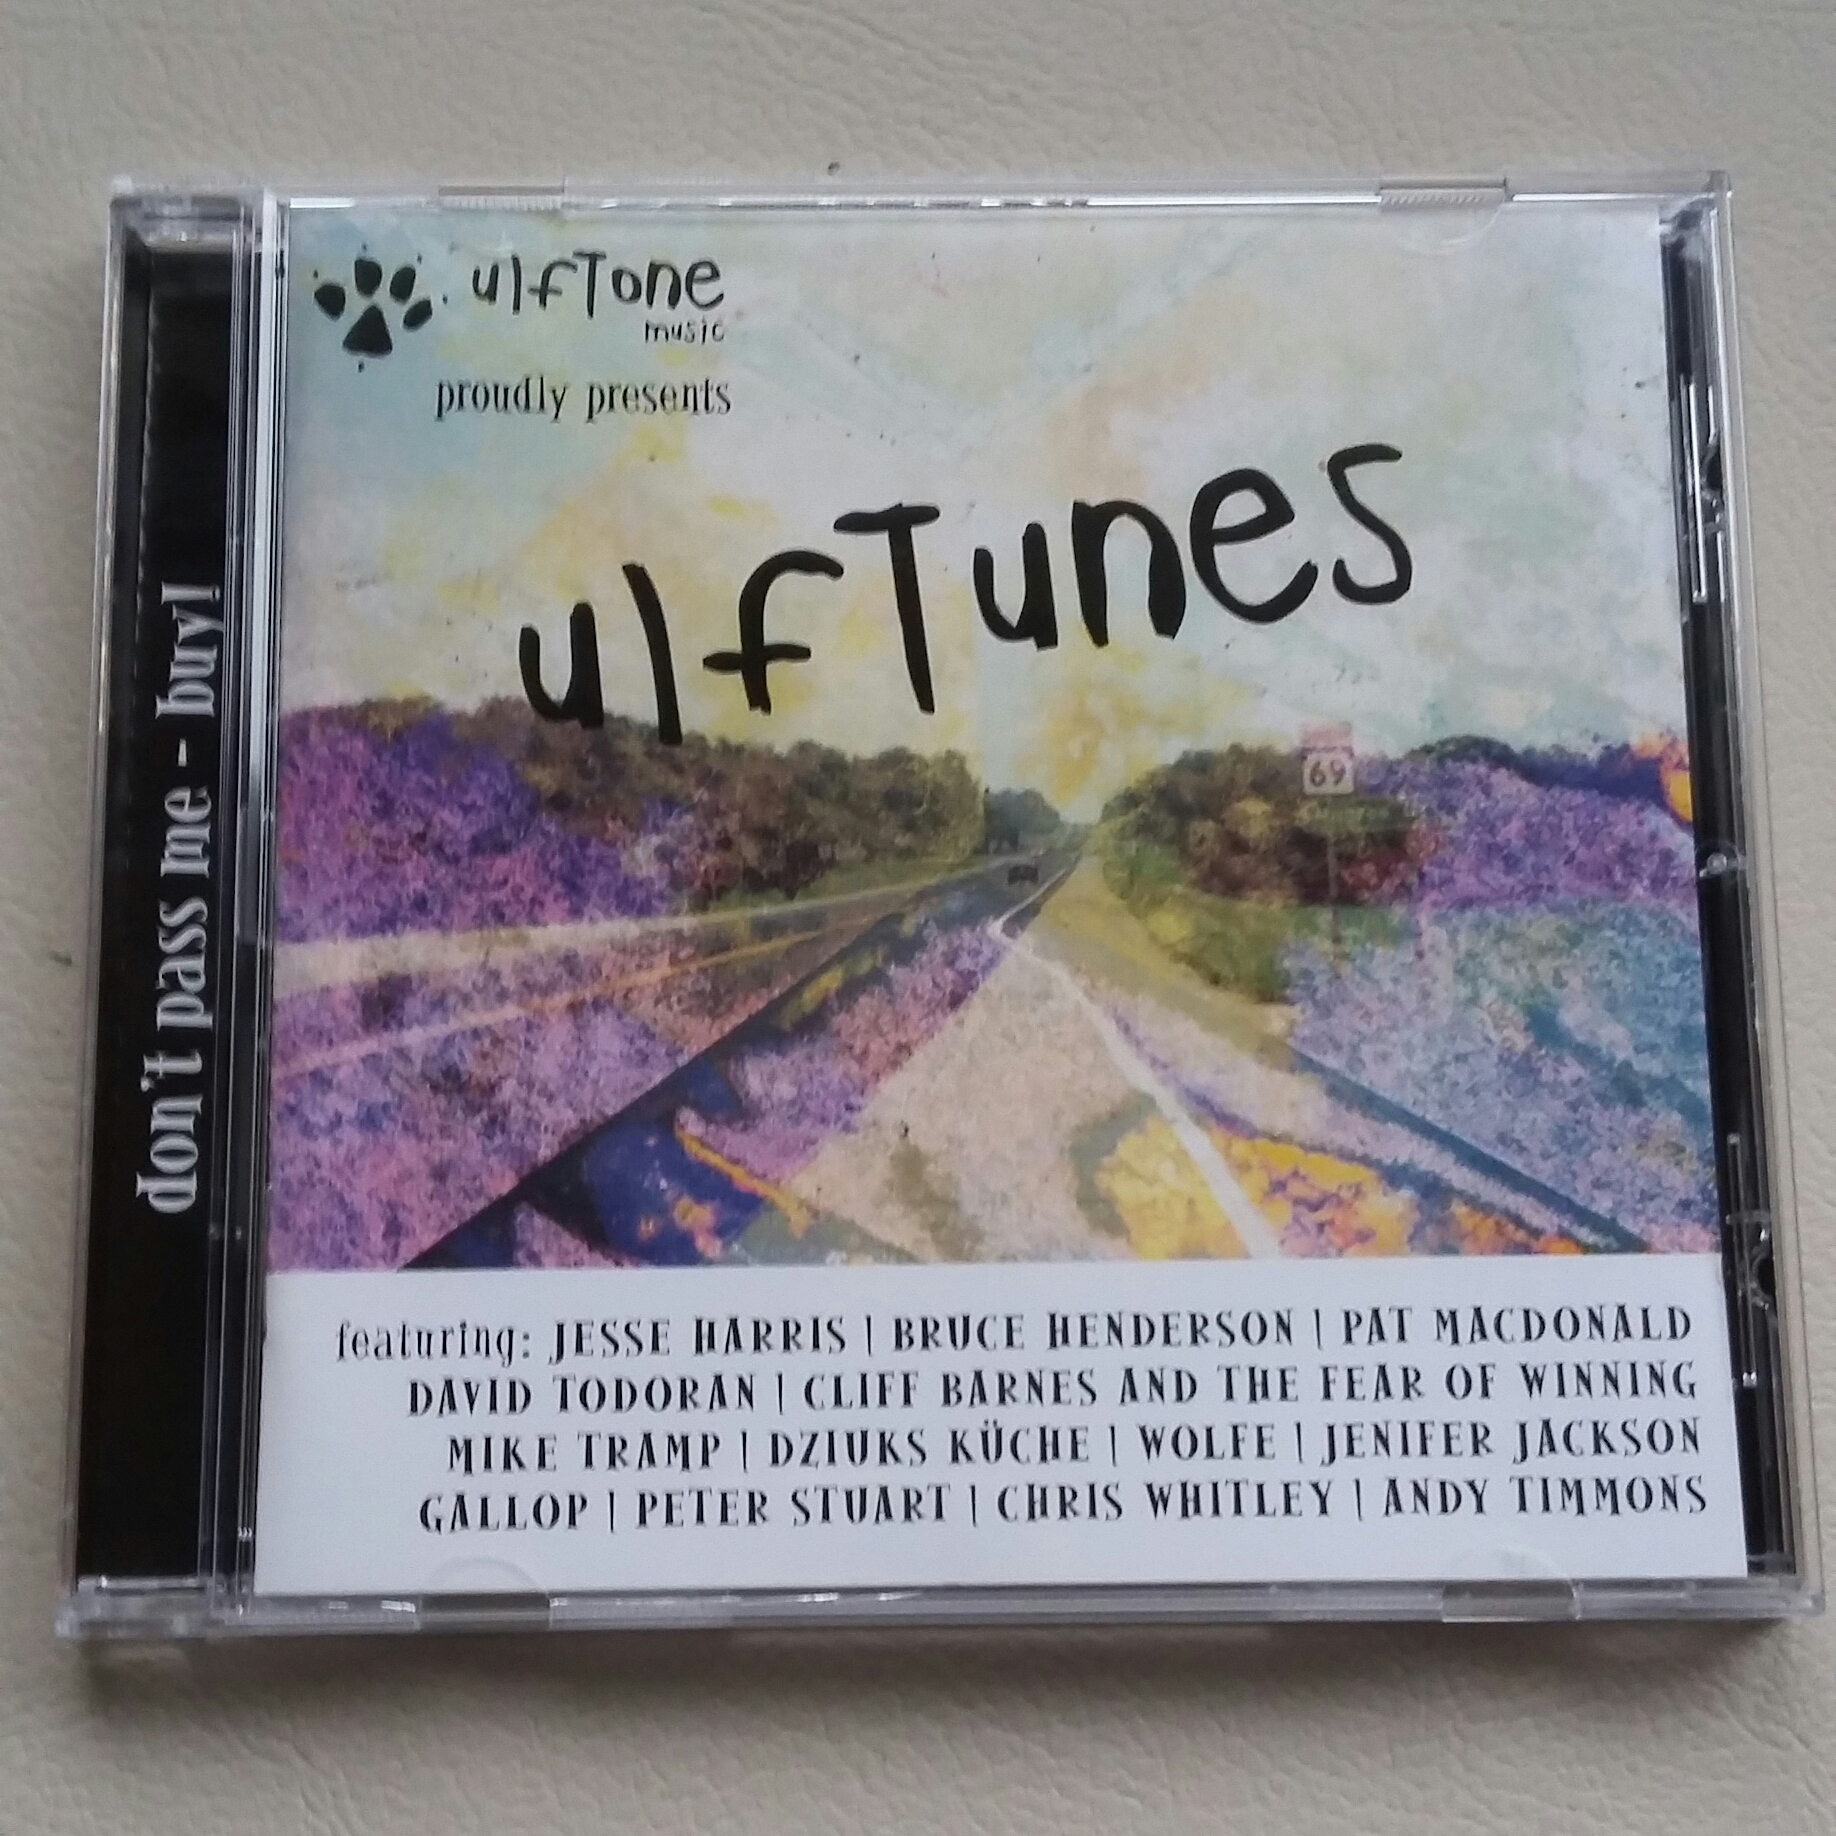 ulfTone
music
proudly presents
ulfTunes
69
don't pass me - buy!
featuring: JESSE HARRIS | BRUCE HENDERSON | PAT MACDONALD
DAVID TODORAN | CLIFF BARNES AND THE FEAR OF WINNING
MIKE TRAMP | DZIUKS KÜCHE | WOLFE | JENIFER JACKSON
GALLOP | PETER STUART | CHRIS WHITLEY | ANDY TIMMONS